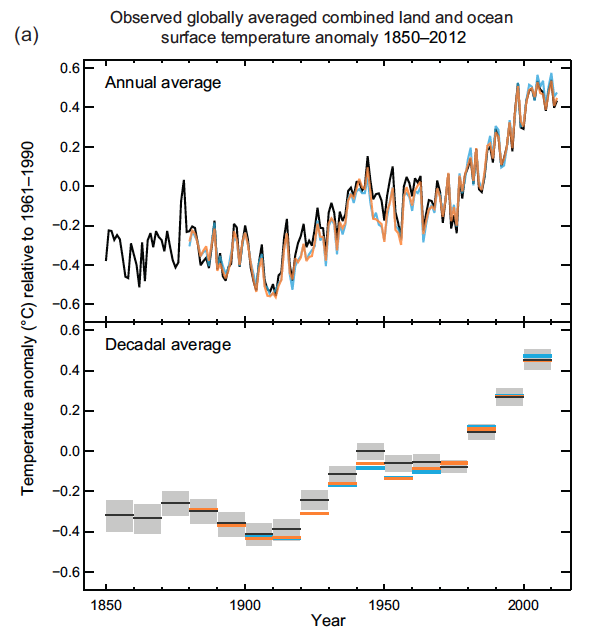 Observed globally averaged combined land and ocean
surface temperature anomaly 1850–2012
(a)
Annual average
0.6
0.4
0.2
0.0
−0.2
−0.4
−0.6
Temperature anomaly (°C) relative to 1961–1990
Decadal average
0.6
0.4
0.2
0.0
−0.2
−0.4
−0.6
1850
1900
1950
2000
Year